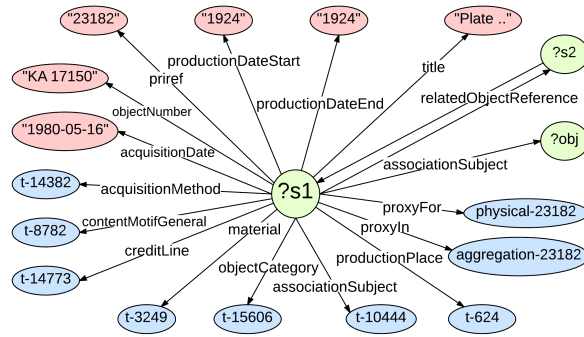 "23182"
"1924"
"1924"
"Plate .."
?s2
productionDateStart
priref
title
"KA 17150"
productionDateEnd
relatedObjectReference
objectNumber
"1980-05-16"
acquisitionDate
?obj
associationSubject
t-14382
acquisitionMethod
?s1
proxyFor
physical-23182
contentMotifGeneral
t-8782
material
proxyIn
creditLine
productionPlace
aggregation-23182
t-14773
objectCategory
associationSubject
t-3249
t-15606
t-10444
t-624